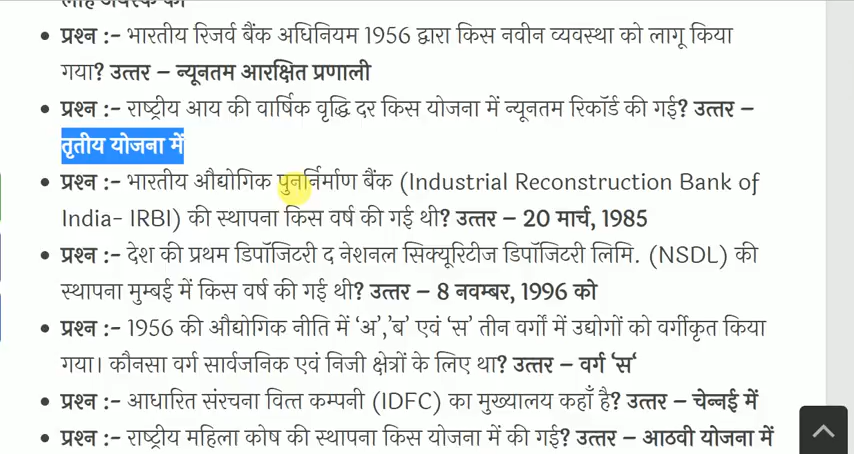 प्रश्न :- भारतीय रिजर्व बैंक अधिनियम 1956 द्वारा किस नवीन व्यवस्था को लागू किया
गया? उत्तर – न्यूनतम आरक्षित प्रणाली
प्रश्न :- राष्ट्रीय आय की वार्षिक वृद्धि दर किस योजना में न्यूनतम रिकॉर्ड की गई? उत्तर –
तृतीय योजना में
प्रश्न :- भारतीय औद्योगिक पुनर्निर्माण बैंक (Industrial Reconstruction Bank of
India- IRBI) की स्थापना किस वर्ष की गई थी? उत्तर – 20 मार्च, 1985
प्रश्न :- देश की प्रथम डिपॉजिटरी द नेशनल सिक्यूरिटीज डिपॉजिटरी लिमि. (NSDL) की
स्थापना मुम्बई में किस वर्ष की गई थी? उत्तर – 8 नवम्बर, 1996 को
प्रश्न :- 1956 की औद्योगिक नीति में ‘अ’,’ब’ एवं ‘स’ तीन वर्गों में उद्योगों को वर्गीकृत किया
गया। कौनसा वर्ग सार्वजनिक एवं निजी क्षेत्रों के लिए था? उत्तर – वर्ग ‘स‘
प्रश्न :- आधारित संरचना वित्त कम्पनी (IDFC) का मुख्यालय कहाँ है? उत्तर – चेन्नई में
प्रश्न :- राष्ट्रीय महिला कोष की स्थापना किस योजना में की गई? उत्तर – आठवी योजना में